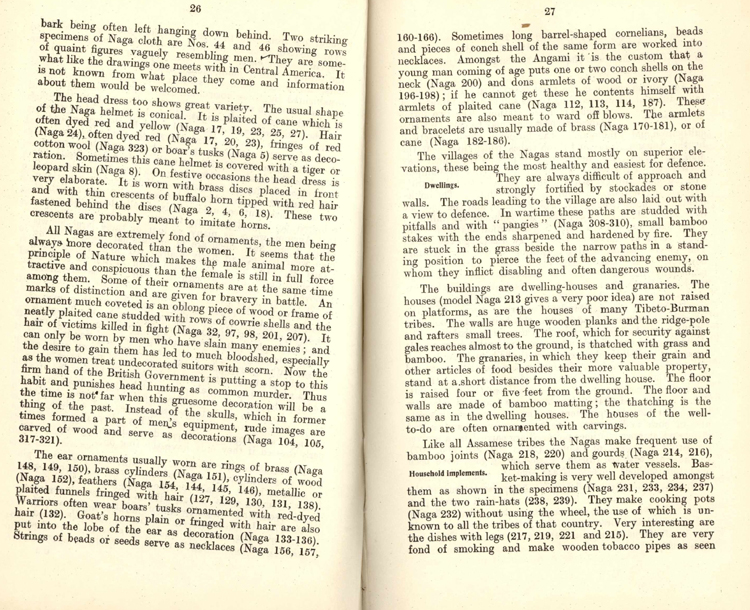 26
bark being often left hanging down behind. Two striking
specimens of Naga cloth are Nos. 44 and 46 showing rows
of quaint figures vaguely resembling men. They are some-
what like the drawings one meets with in Central America. It
is not known from what place they come and information
about them would be welcomed.
The head dress too shows great variety. The usual shape
of the Naga helmet is conical. It is plaited of cane which is
often dyed red and yellow (Naga 17, 19, 23, 25, 27). Hair
(Naga 24), often dyed red (Naga 17, 20, 23), fringes of red
cotton wool (Naga 323) or boar's tusks (Naga 5) serve as deco-
ration. Sometimes this cane helmet is covered with a tiger or
leopard skin (Naga 8). On festive occasions the head dress is
very elaborate. It is worn with brass discs placed in front
and with thin crescents of buffalo horn tipped with red hair
fastened behind the discs (Naga 2, 4, 6, 18). These two
crescents are probably meant to imitate horns.
All Nagas are extremely fond of ornaments, the men being
always more decorated than the women. It seems that the
principle of Nature which makes the male animal more at-
tractive and conspicuous than the female is still in full force
among them. Some of their ornaments are at the same time
marks of distinction and are given for bravery in battle. An
ornament much coveted is an oblong piece of wood or frame of
neatly plaited cane studded with rows of cowrie shells and the
hair of victims killed in fight (Naga 32, 97, 98, 201, 207). It
can only be worn by men who have slain many enemies; and
the desire to gain them has led to much bloodshed, especially
as the women treat undecorated suitors with scorn. Now the
firm hand of the British Government is putting a stop to this
habit and punishes head hunting as common murder. Thus
the time is not far when this gruesome decoration will be a
thing of the past. Instead of the skulls, which in former
times formed a part of men's equipment, rude images are
carved of wood and serve as decorations (Naga 104, 105,
317-321).
The ear ornaments usually worn are rings of brass (Naga
148, 149, 150), brass cylinders (Naga 151), cylinders of wood
(Naga 152), feathers (Naga 154, 144, 145, 146), metallic or
plaited funnels fringed with hair (127, 129, 130, 131, 138).
Warriors often wear boars' tusks ornamented with red-dyed
hair (132). Goat's horns plain or fringed with hair are also
put into the lobe of the ear as decoration (Naga 133-136).
Strings of beads or seeds serve as necklaces (Naga 156, 157,
27
160-166). Sometimes long barrel-shaped cornelians, beads
and pieces of conch shell of the same form are worked into
necklaces. Amongst the Angami it is the custom that a
young man coming of age puts one or two conch shells on the
neck (Naga 200) and dons armlets of wood or ivory (Naga
196-198); if he cannot get these he contents himself with
armlets of plaited cane (Naga 112, 113, 114, 187). These
ornaments are also meant to ward off blows. The armlets
and bracelets are usually made of brass (Naga 170-181), or of
cane (Naga 182-186).
The villages of the Nagas stand mostly on superior ele-
vations, these being the most healthy and easiest for defence.
They are always difficult of approach and
Dwellings.
strongly fortified by stockades or stone
walls. The roads leading to the village are also laid out with
a view to defence. In wartime these paths are studded with
pitfalls and with "pangies" (Naga 308-310), small bamboo
stakes with the ends sharpened and hardened by fire. They
are stuck in the grass beside the narrow paths in a stand-
ing position to pierce the feet of the advancing enemy, on
whom they inflict disabling and often dangerous wounds.
The buildings are dwelling-houses and granaries. The
houses (model Naga 213 gives a very poor idea) are not raised
on platforms, as are the houses of many Tibeto-Burman
tribes. The walls are huge wooden planks and the ridge-pole
and rafters small trees. The roof, which for security against
gales reaches almost to the ground, is thatched with grass and
bamboo. The granaries, in which they keep their grain and
other articles of food besides their more valuable property,
stand at a short distance from the dwelling house. The floor
is raised four or five feet from the ground. The floor and
walls are made of bamboo matting; the thatching is the
same as in the dwelling houses. The houses of the well-
to-do are often ornamented with carvings.
Like all Assamese tribes the Nagas make frequent use of
bamboo joints (Naga 218, 220) and gourds (Naga 214, 216),
which serve them as water vessels. Bas-
Household implements.
ket-making is very well developed amongst
them as shown in the specimens (Naga 231, 233, 234, 237)
and the two rain-hats (238, 239). They make cooking pots
(Naga 232) without using the wheel, the use of which is un-
known to all the tribes of that country. Very interesting are
the dishes with legs (217, 219, 221 and 215). They are very
fond of smoking and make wooden tobacco pipes as seen